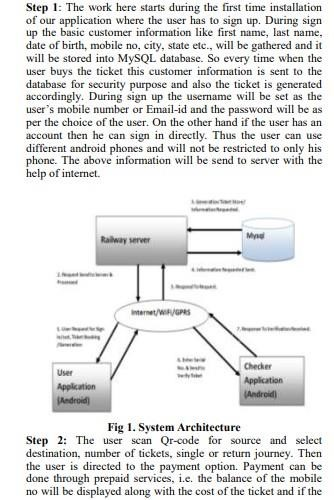 Step 1: The work here starts during the first time installation
of our application where the user has to sign up. During sign
up the basic customer information like first name, last name,
date of birth, mobile no, city, state etc., will be gathered and it
will be stored into MySQL database. So every time when the
user buys the ticket this customer information is sent to the
database for security purpose and also the ticket is generated
accordingly. During sign up the username will be set as the
user's mobile number or Email-id and the password will be as
per the choice of the user. On the other hand if the user has an
account then he can sign in directly. Thus the user can use
different android phones and will not be restricted to only his
phone. The above information will be send to server with the
help of internet.
Railway server
Mysql
Internet/WiFi/GPRS
User
Application
(Android)
Checker
Application
(Android)
Fig 1. System Architecture
Step 2: The user scan Qr-code for source and select
destination, number of tickets, single or return journey. Then
the user is directed to the payment option. Payment can be
done through prepaid services, i.e. the balance of the mobile
no will be displayed along with the cost of the ticket and if the